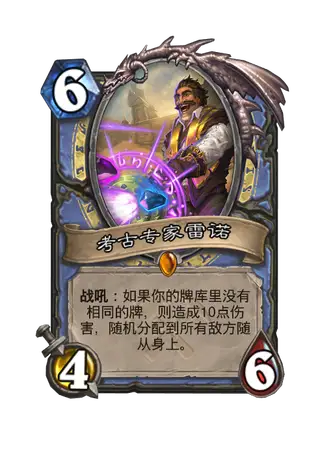 6
考古专家雷诺
战吼：如果你的牌库里没有
相同的牌，则造成10点伤
害，随机分配到所有敌方随
从身上。
4
6